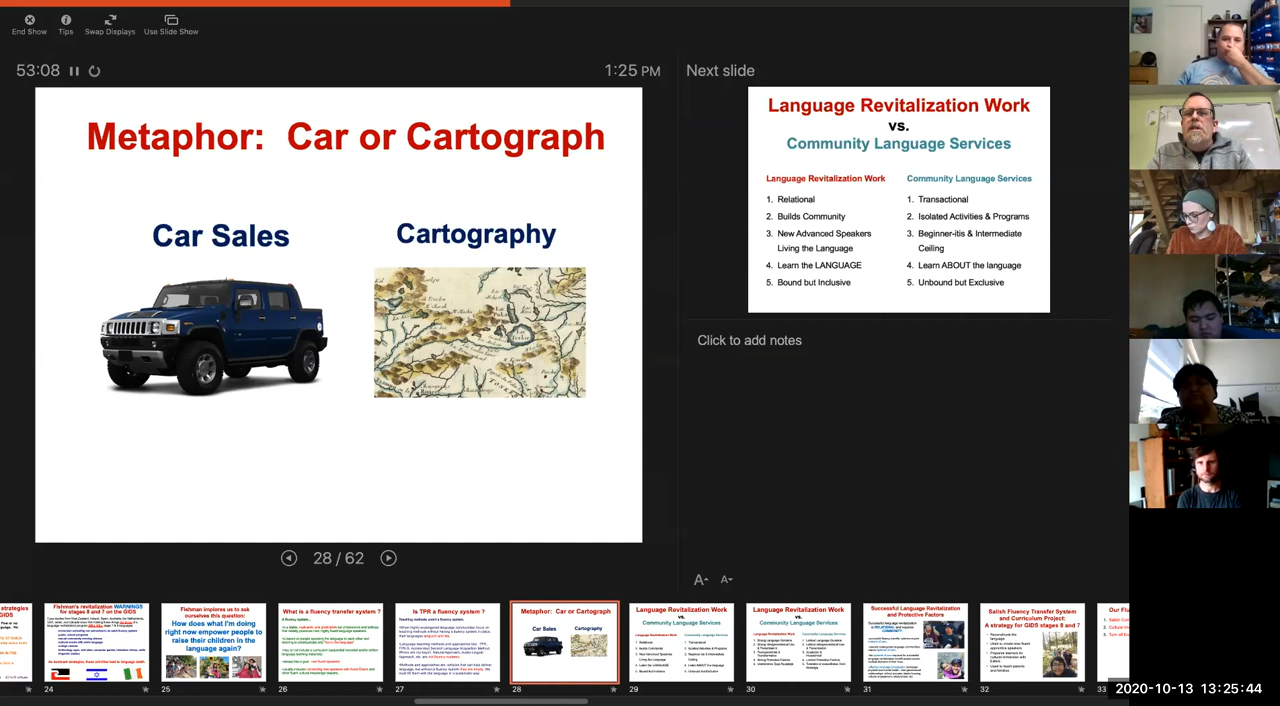 End Show
Tips
Swap Displays
Use Slide Show
53:08
1:25 PM
Next slide
Metaphor: Car or Cartograph
Car Sales
Cartography
Language Revitalization Work
vs.
Community Language Services
Language Revitalization Work
1. Relational
2. Builds Community
3. New Advanced Speakers
Living the Language
4. Learn the LANGUAGE
5. Bound but Inclusive
Community Language Services
1. Transactional
2. Isolated Activities & Programs
3. Beginner-itis & Intermediate
Ceiling
4. Learn ABOUT the language
5. Unbound but Exclusive
Click to add notes
28 / 62
Fishman's revitalization WARNINGS
for stages 8 and 7 on the GIDS
24
Fishman implores us to ask
ourselves this question:
How does what I'm doing
right now empower people to
raise their children in the
language again?
25
What is a fluency transfer system ?
26
Is TPR a fluency system ?
27
Metaphor: Car or Cartograph
Car Sales
Cartography
28
Language Revitalization Work
vs.
Community Language Services
29
Language Revitalization Work
vs.
Community Language Services
30
Successful Language Revitalization
and Protective Factors
31
Salish Fluency Transfer System
and Curriculum Project:
A strategy for GIDS stages 8 and 7
32
33
2020-10-13 13:25:44